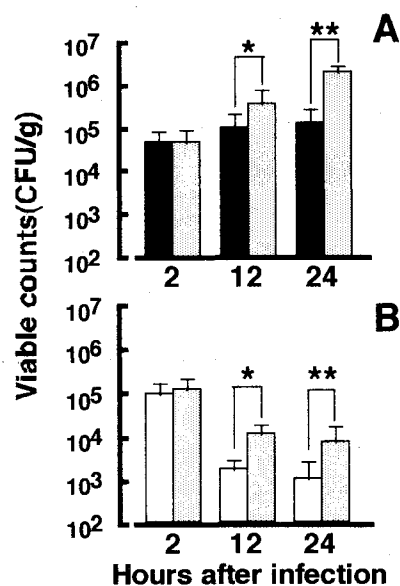 A
Viable counts(CFU/g)
10⁷
10⁶
10⁵
10⁴
10³
10²
*
**
2 12 24
B
10⁷
10⁶
10⁵
10⁴
10³
10²
*
**
2 12 24
Hours after infection